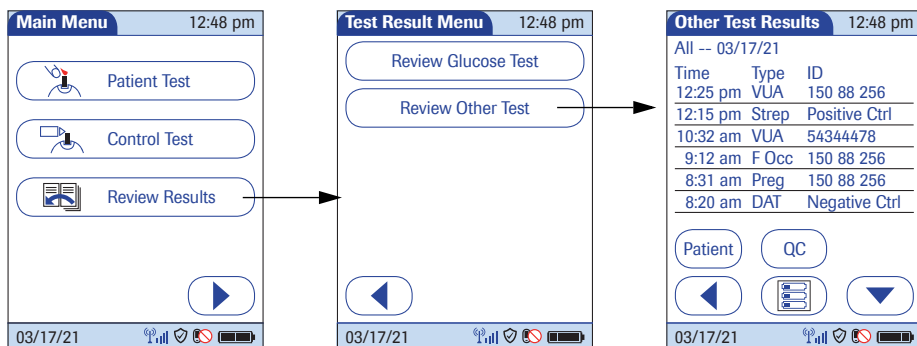 Main Menu 12:48 pm
Patient Test
Control Test
Review Results
03/17/21
Test Result Menu 12:48 pm
Review Glucose Test
Review Other Test
03/17/21
Other Test Results 12:48 pm
All -- 03/17/21
Time Type ID
12:25 pm VUA 150 88 256
12:15 pm Strep Positive Ctrl
10:32 am VUA 54344478
9:12 am F Occ 150 88 256
8:31 am Preg 150 88 256
8:20 am DAT Negative Ctrl
Patient QC
03/17/21